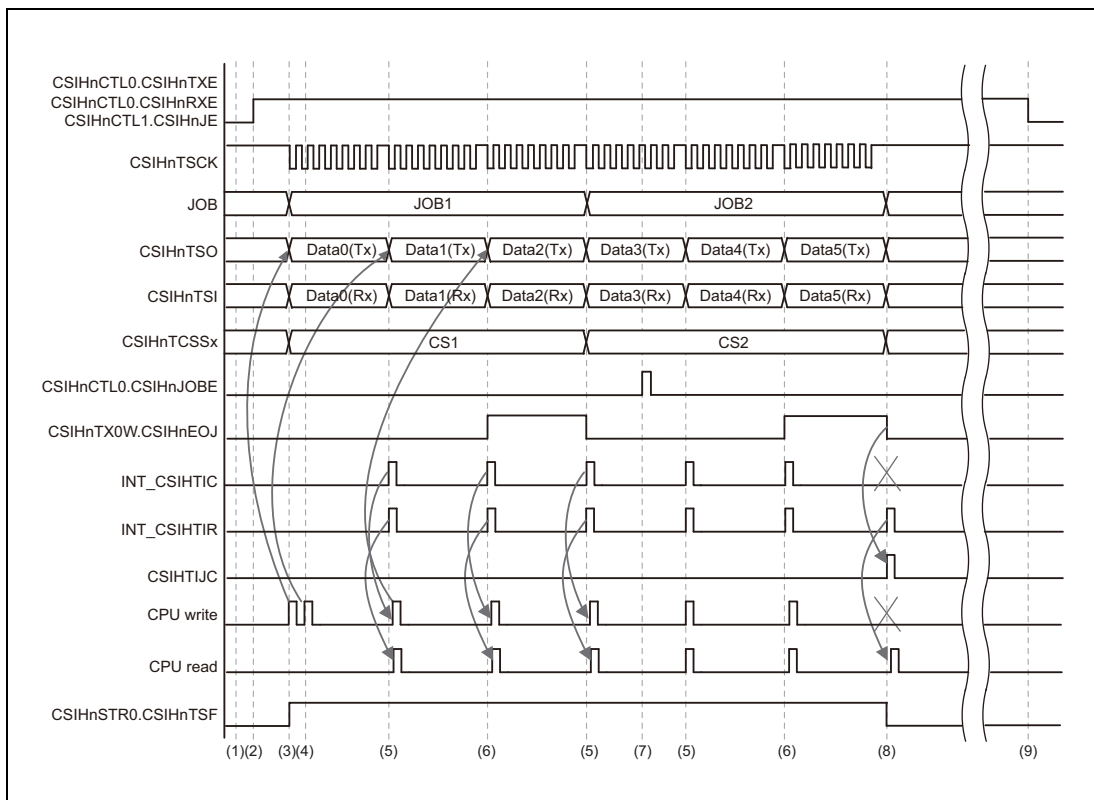 CSIHnCTL0.CSIHnTXE
CSIHnCTL0.CSIHnRXE
CSIHnCTL1.CSIHnJE
CSIHnTSCK
JOB JOB1 JOB2
CSIHnTSO Data0(Tx) Data1(Tx) Data2(Tx) Data3(Tx) Data4(Tx) Data5(Tx)
CSIHnTSI Data0(Rx) Data1(Rx) Data2(Rx) Data3(Rx) Data4(Rx) Data5(Rx)
CSIHnTCSSx CS1 CS2
CSIHnCTL0.CSIHnJOBE
CSIHnTX0W.CSIHnEOJ
INT_CSIHTIC
INT_CSIHTIR
CSIHTIJC
CPU write
CPU read
CSIHnSTR0.CSIHnTSF
(1)(2) (3)(4) (5) (6) (5) (7) (5) (6) (8) (9)